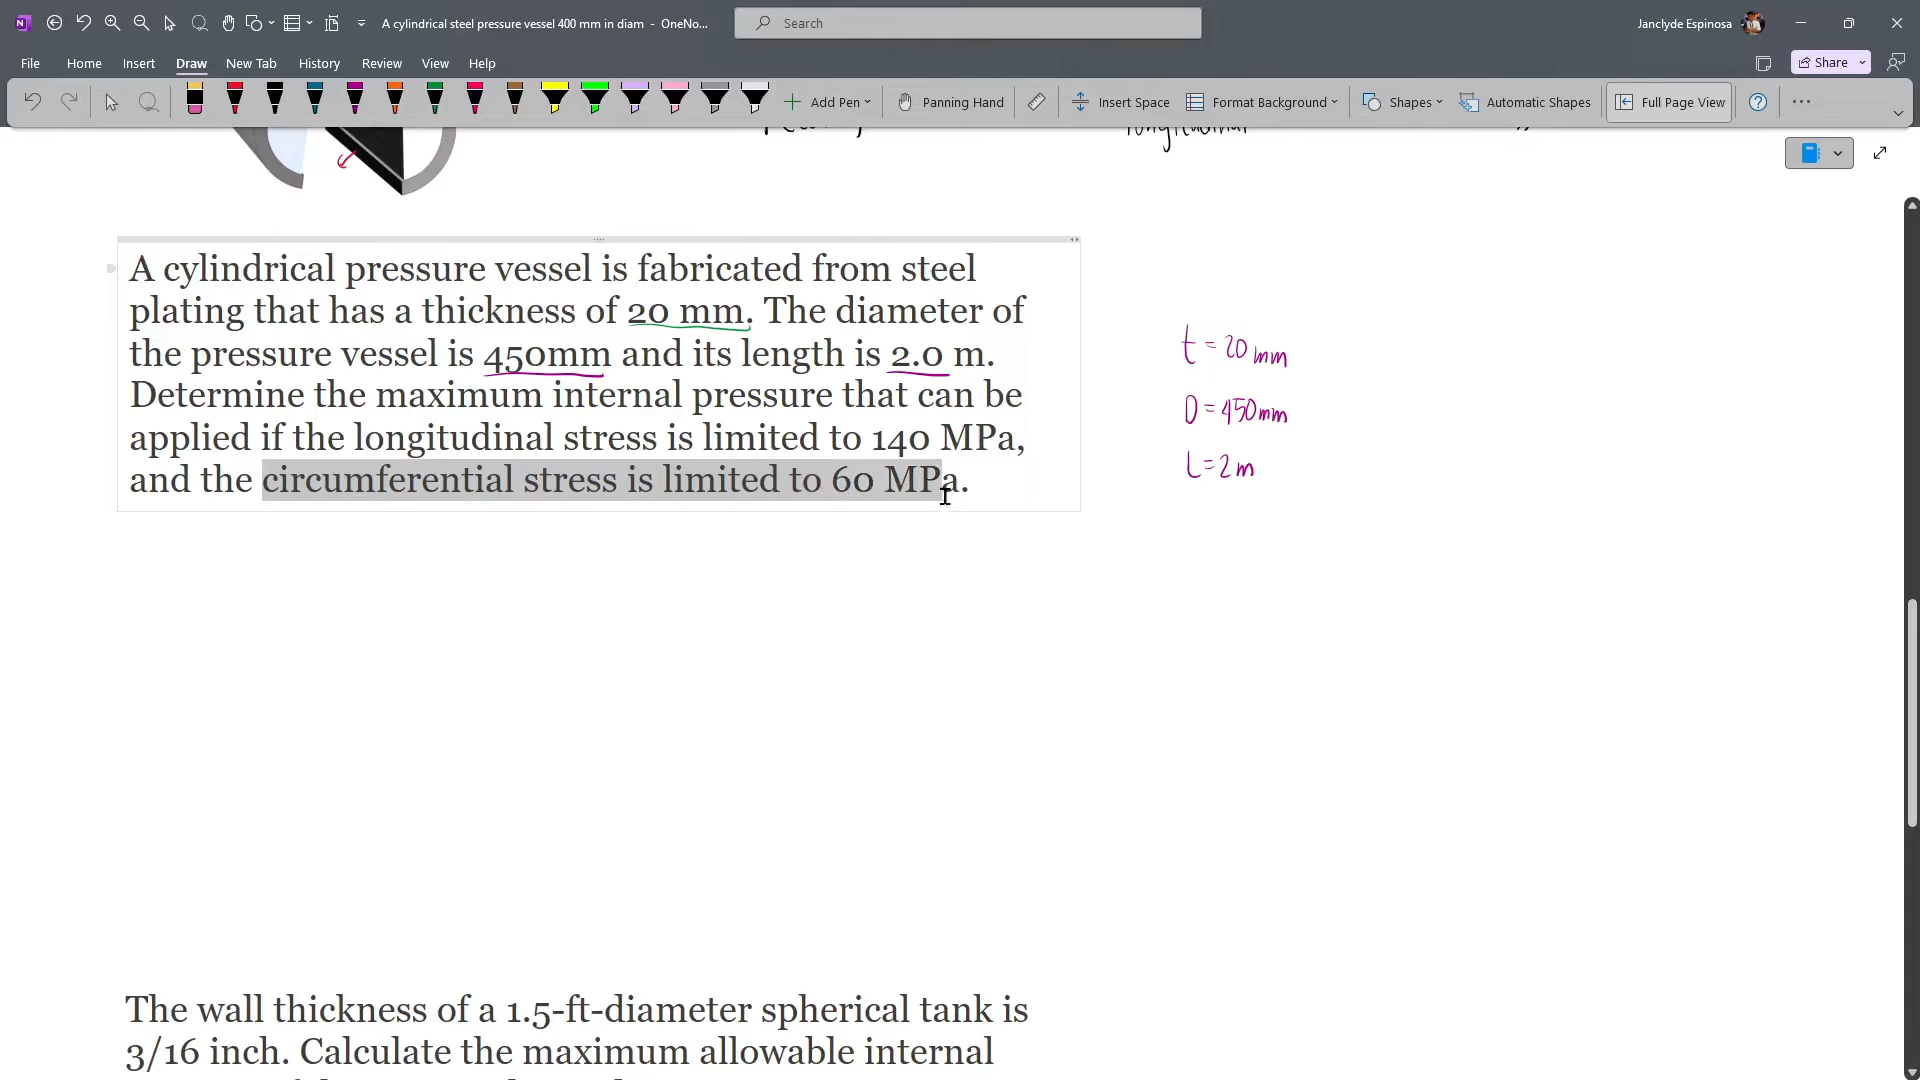 A cylindrical steel pressure vessel 400 mm in diam - OneNo...
Search
Janclyde Espinosa
File Home Insert Draw New Tab History Review View Help
Share
Add Pen Panning Hand Insert Space Format Background Shapes Automatic Shapes Full Page View
longitudinal
A cylindrical pressure vessel is fabricated from steel
plating that has a thickness of 20 mm. The diameter of
the pressure vessel is 450mm and its length is 2.0 m.
Determine the maximum internal pressure that can be
applied if the longitudinal stress is limited to 140 MPa,
and the circumferential stress is limited to 60 MPa.
t = 20 mm
D = 450mm
L = 2 m
The wall thickness of a 1.5-ft-diameter spherical tank is
3/16 inch. Calculate the maximum allowable internal